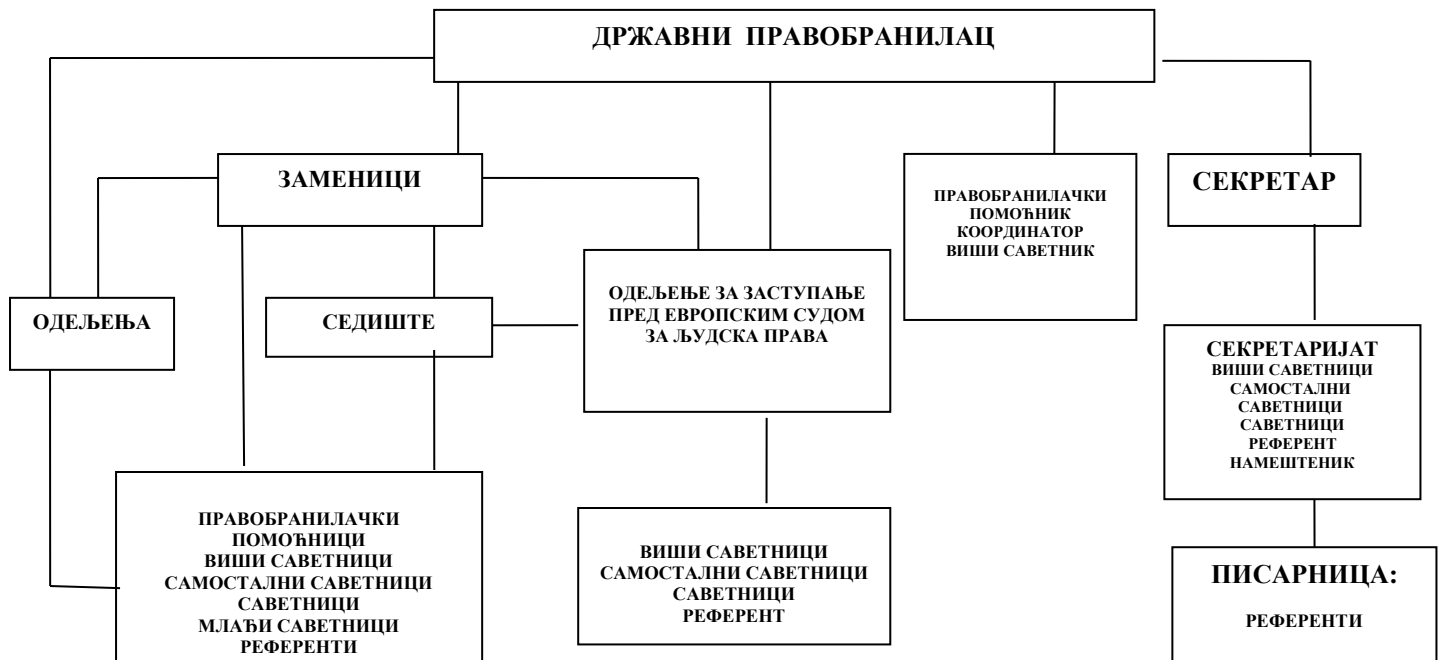 ДРЖАВНИ ПРАВОБРАНИЛАЦ
ЗАМЕНИЦИ
ПРАВОБРАНИЛАЧКИ
ПОМОЋНИК
КООРДИНАТОР
ВИШИ САВЕТНИК
СЕКРЕТАР
ОДЕЉЕЊА
СЕДИШТЕ
ОДЕЉЕЊЕ ЗА ЗАСТУПАЊЕ
ПРЕД ЕВРОПСКИМ СУДОМ
ЗА ЉУДСКА ПРАВА
СЕКРЕТАРИЈАТ
ВИШИ САВЕТНИЦИ
САМОСТАЛНИ
САВЕТНИЦИ
САВЕТНИЦИ
РЕФЕРЕНТ
НАМЕШТЕНИК
ПРАВОБРАНИЛАЧКИ
ПОМОЋНИЦИ
ВИШИ САВЕТНИЦИ
САМОСТАЛНИ САВЕТНИЦИ
САВЕТНИЦИ
МЛАЂИ САВЕТНИЦИ
РЕФЕРЕНТИ
ВИШИ САВЕТНИЦИ
САМОСТАЛНИ САВЕТНИЦИ
САВЕТНИЦИ
РЕФЕРЕНТ
ПИСАРНИЦА:
РЕФЕРЕНТИ